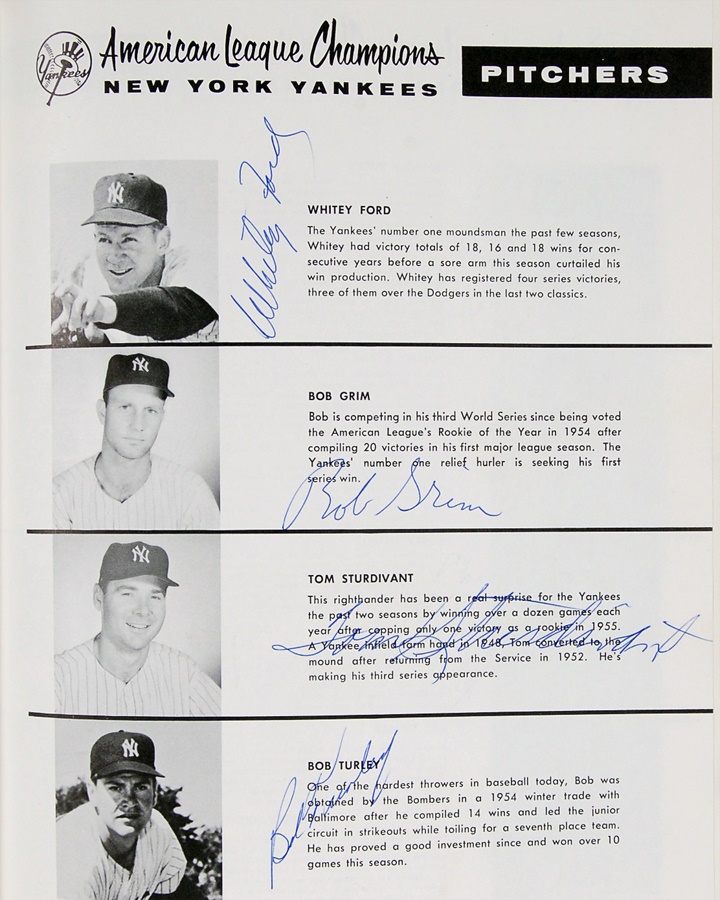 Yankees
American League Champions
NEW YORK YANKEES
PITCHERS
Whitey Ford
WHITEY FORD
The Yankees' number one moundsman the past few seasons,
Whitey had victory totals of 18, 16 and 18 wins for con-
secutive years before a sore arm this season curtailed his
win production. Whitey has registered four series victories,
three of them over the Dodgers in the last two classics.
BOB GRIM
Bob is competing in his third World Series since being voted
the American League's Rookie of the Year in 1954 after
compiling 20 victories in his first major league season. The
Yankees' number one relief hurler is seeking his first
series win.
Bob Grim
TOM STURDIVANT
This righthander has been a real surprise for the Yankees
the past two seasons by winning over a dozen games each
year after copping only one victory as a rookie in 1955.
A Yankee infield farm hand in 1948, Tom converted to the
mound after returning from the Service in 1952. He's
making his third series appearance.
Tom Sturdivant
BOB TURLEY
One of the hardest throwers in baseball today, Bob was
obtained by the Bombers in a 1954 winter trade with
Baltimore after he compiled 14 wins and led the junior
circuit in strikeouts while toiling for a seventh place team.
He has proved a good investment since and won over 10
games this season.
Bob Turley